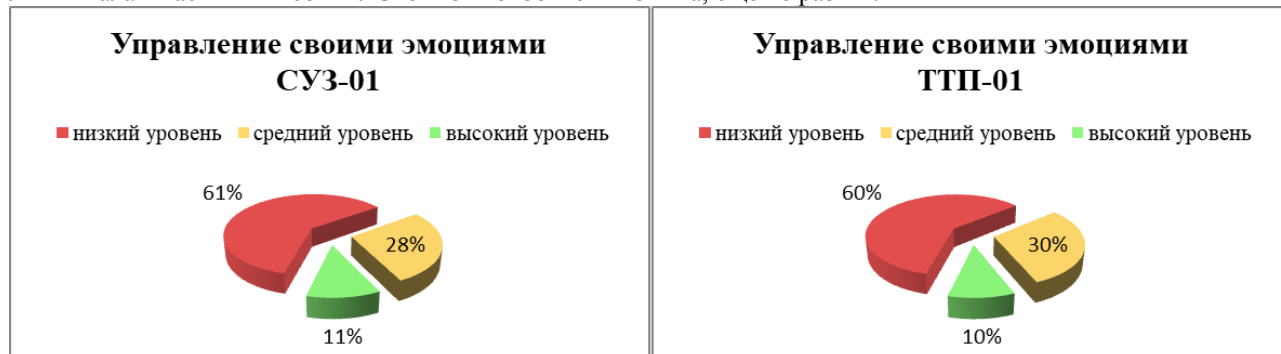 Управление своими эмоциями
СУЗ-01
низкий уровень средний уровень высокий уровень
61%
28%
11%
Управление своими эмоциями
ТТП-01
низкий уровень средний уровень высокий уровень
60%
30%
10%